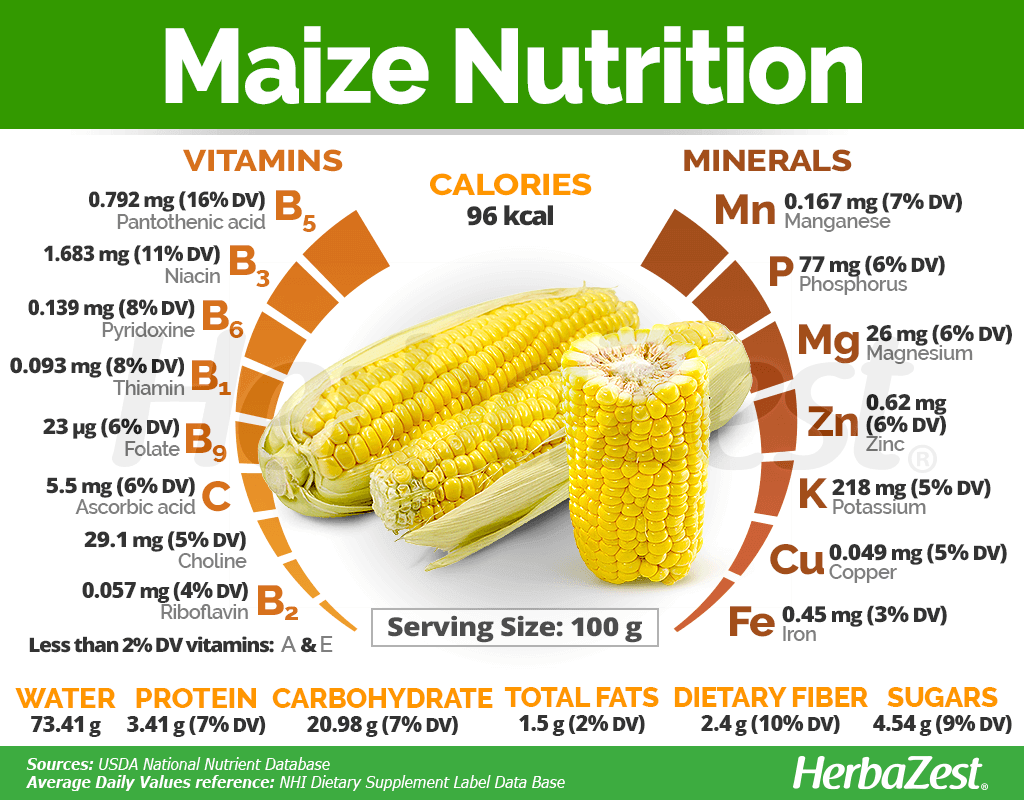 Maize Nutrition
VITAMINS
0.792 mg (16% DV)
Pantothenic acid
B5
1.683 mg (11% DV)
Niacin
B3
0.139 mg (8% DV)
Pyridoxine
B6
0.093 mg (8% DV)
Thiamin
B1
23 µg (6% DV)
Folate
B9
5.5 mg (6% DV)
Ascorbic acid
C
29.1 mg (5% DV)
Choline
0.057 mg (4% DV)
Riboflavin
B2
Less than 2% DV vitamins: A & E
CALORIES
96 kcal
MINERALS
Mn
0.167 mg (7% DV)
Manganese
P
77 mg (6% DV)
Phosphorus
Mg
26 mg (6% DV)
Magnesium
Zn
0.62 mg
(6% DV)
Zinc
K
218 mg (5% DV)
Potassium
Cu
0.049 mg (5% DV)
Copper
Fe
0.45 mg (3% DV)
Iron
HerbaZest®
Serving Size: 100 g
WATER
73.41 g
PROTEIN
3.41 g (7% DV)
CARBOHYDRATE
20.98 g (7% DV)
TOTAL FATS
1.5 g (2% DV)
DIETARY FIBER
2.4 g (10% DV)
SUGARS
4.54 g (9% DV)
Sources: USDA National Nutrient Database
Average Daily Values reference: NHI Dietary Supplement Label Data Base
HerbaZest®